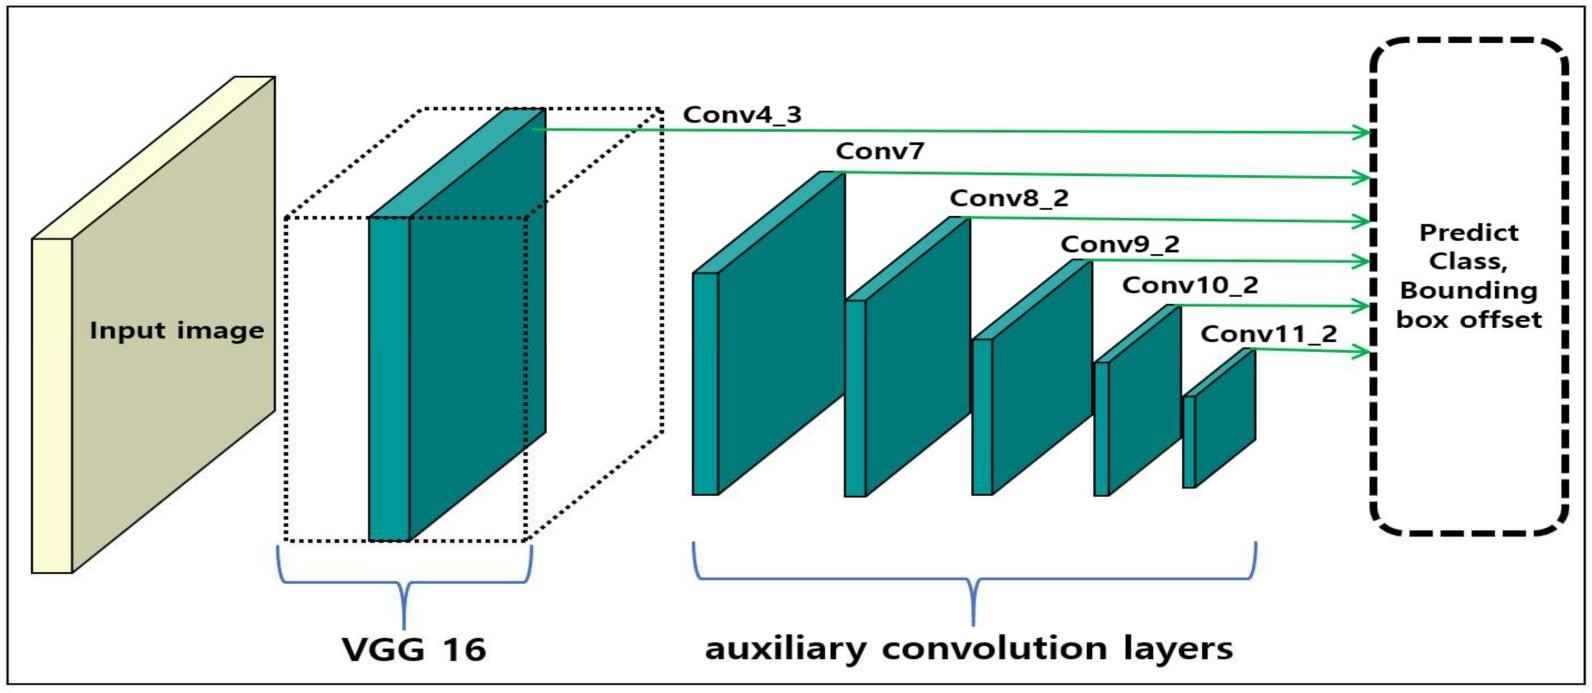 Conv4_3
Conv7
Conv8_2
Conv9_2
Conv10_2
Conv11_2
Input image
Predict
Class,
Bounding
box offset
VGG 16
auxiliary convolution layers